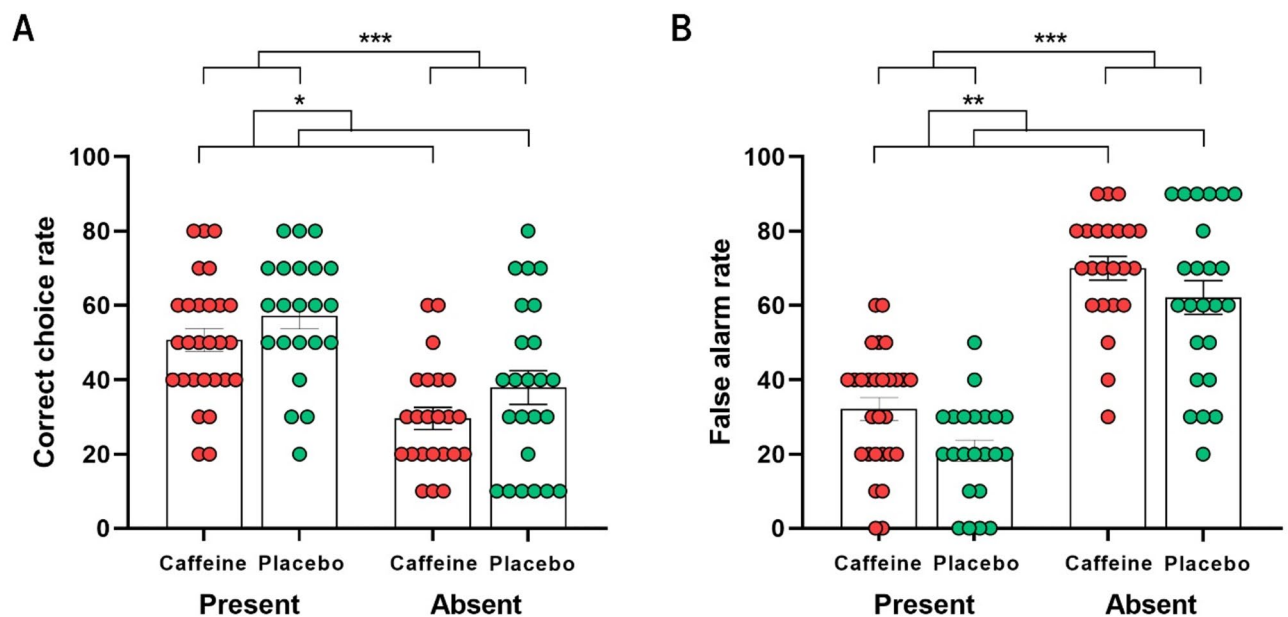 A
***
*
Correct choice rate
100
80
60
40
20
0
Caffeine Placebo Caffeine Placebo
Present Absent
B
***
**
False alarm rate
100
80
60
40
20
0
Caffeine Placebo Caffeine Placebo
Present Absent